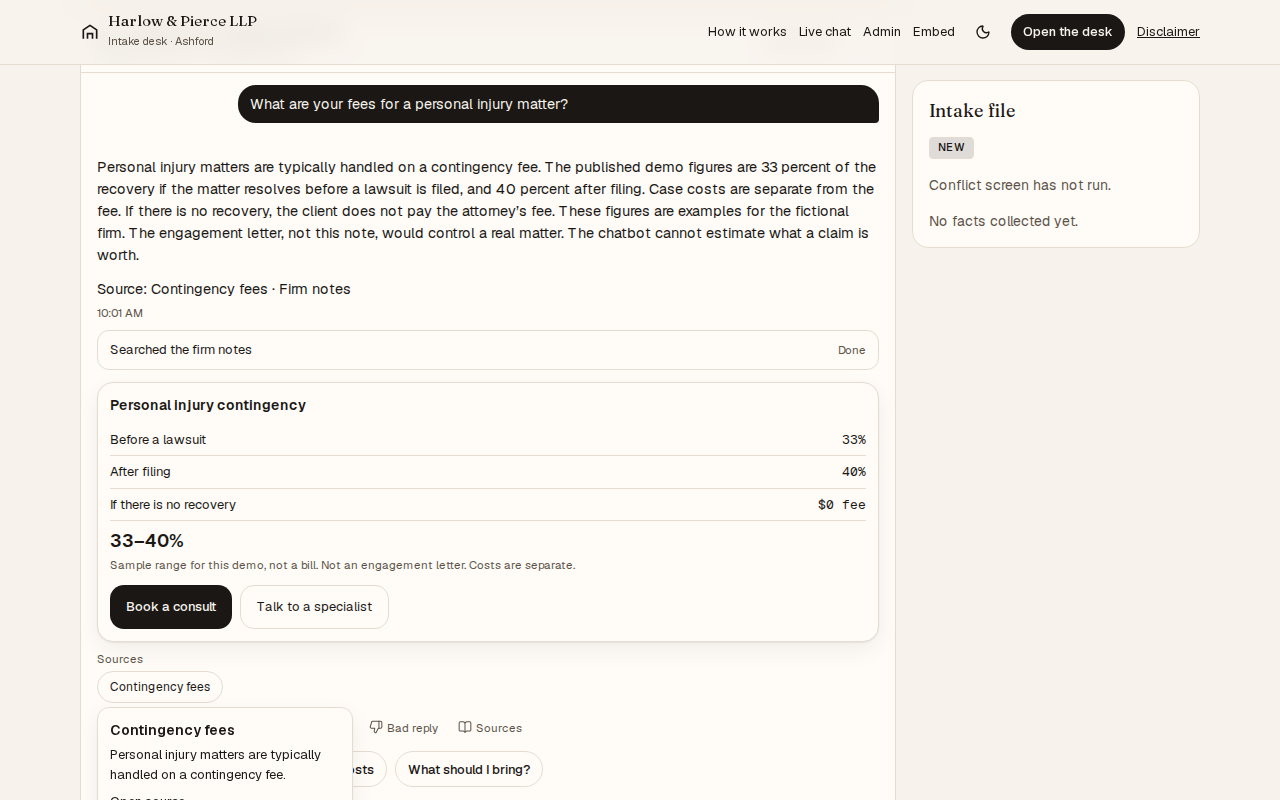 Harlow & Pierce LLP
Intake desk · Ashford
How it works
Live chat
Admin
Embed
Open the desk
Disclaimer
What are your fees for a personal injury matter?
Personal injury matters are typically handled on a contingency fee. The published demo figures are 33 percent of the
recovery if the matter resolves before a lawsuit is filed, and 40 percent after filing. Case costs are separate from the
fee. If there is no recovery, the client does not pay the attorney's fee. These figures are examples for the fictional
firm. The engagement letter, not this note, would control a real matter. The chatbot cannot estimate what a claim is
worth.
Source: Contingency fees · Firm notes
10:01 AM
Searched the firm notes
Done
Personal injury contingency
Before a lawsuit
33%
After filing
40%
If there is no recovery
$0 fee
33–40%
Sample range for this demo, not a bill. Not an engagement letter. Costs are separate.
Book a consult
Talk to a specialist
Sources
Contingency fees
Contingency fees
Personal injury matters are typically
handled on a contingency fee.
Bad reply
Sources
What should I bring?
Intake file
NEW
Conflict screen has not run.
No facts collected yet.